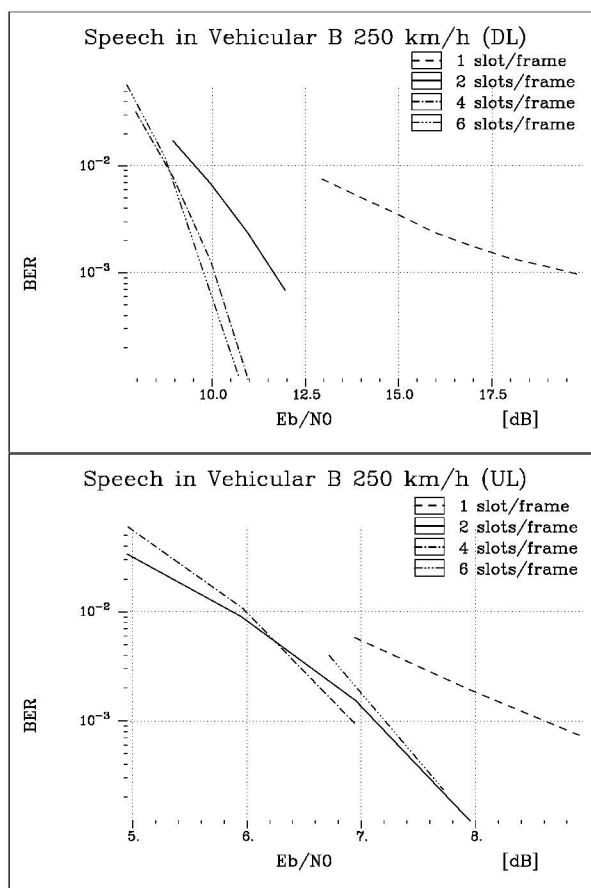 Speech in Vehicular B 250 km/h (DL)
1 slot/frame
2 slots/frame
4 slots/frame
6 slots/frame
10⁻²
10⁻³
BER
10.0 12.5 15.0 17.5
Eb/N0 [dB]
Speech in Vehicular B 250 km/h (UL)
1 slot/frame
2 slots/frame
4 slots/frame
6 slots/frame
10⁻²
10⁻³
BER
5. 6. 7. 8.
Eb/N0 [dB]